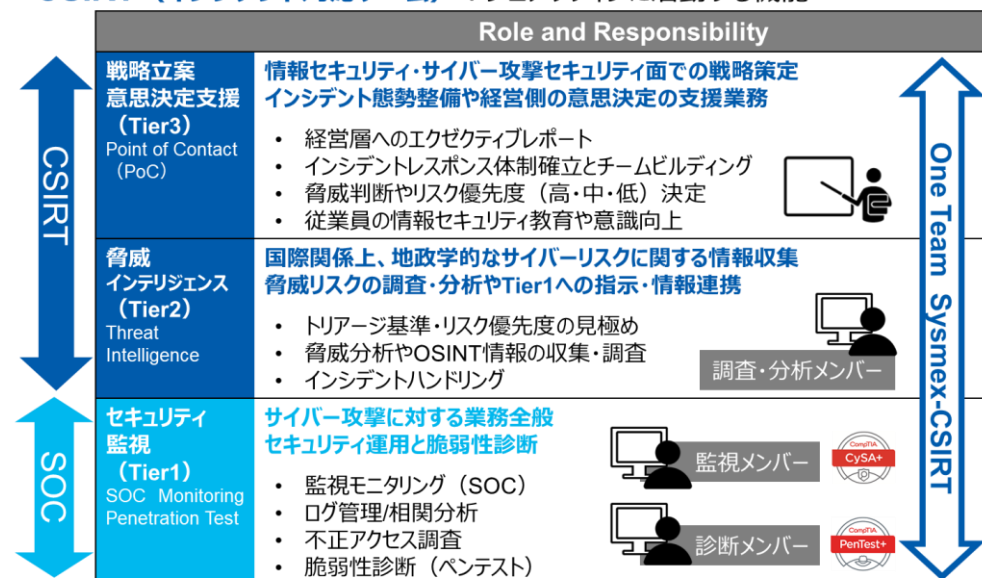 Role and Responsibility
CSIRT
戦略立案
意思決定支援
（Tier3）
Point of Contact
（PoC）
情報セキュリティ・サイバー攻撃セキュリティ面での戦略策定
インシデント態勢整備や経営側の意思決定の支援業務
• 経営層へのエクゼクティブレポート
• インシデントレスポンス体制確立とチームビルディング
• 脅威判断やリスク優先度（高・中・低）決定
• 従業員の情報セキュリティ教育や意識向上
脅威
インテリジェンス
（Tier2）
Threat
Intelligence
国際関係上、地政学的なサイバーリスクに関する情報収集
脅威リスクの調査・分析やTier1への指示・情報連携
• トリアージ基準・リスク優先度の見極め
• 脅威分析やOSINT情報の収集・調査
• インシデントハンドリング
調査・分析メンバー
SOC
セキュリティ
監視
（Tier1）
SOC Monitoring
Penetration Test
サイバー攻撃に対する業務全般
セキュリティ運用と脆弱性診断
• 監視モニタリング（SOC）
• ログ管理/相関分析
• 不正アクセス調査
• 脆弱性診断（ペンテスト）
監視メンバー
CompTIA
CySA+
診断メンバー
CompTIA
PenTest+
One Team Sysmex-CSIRT